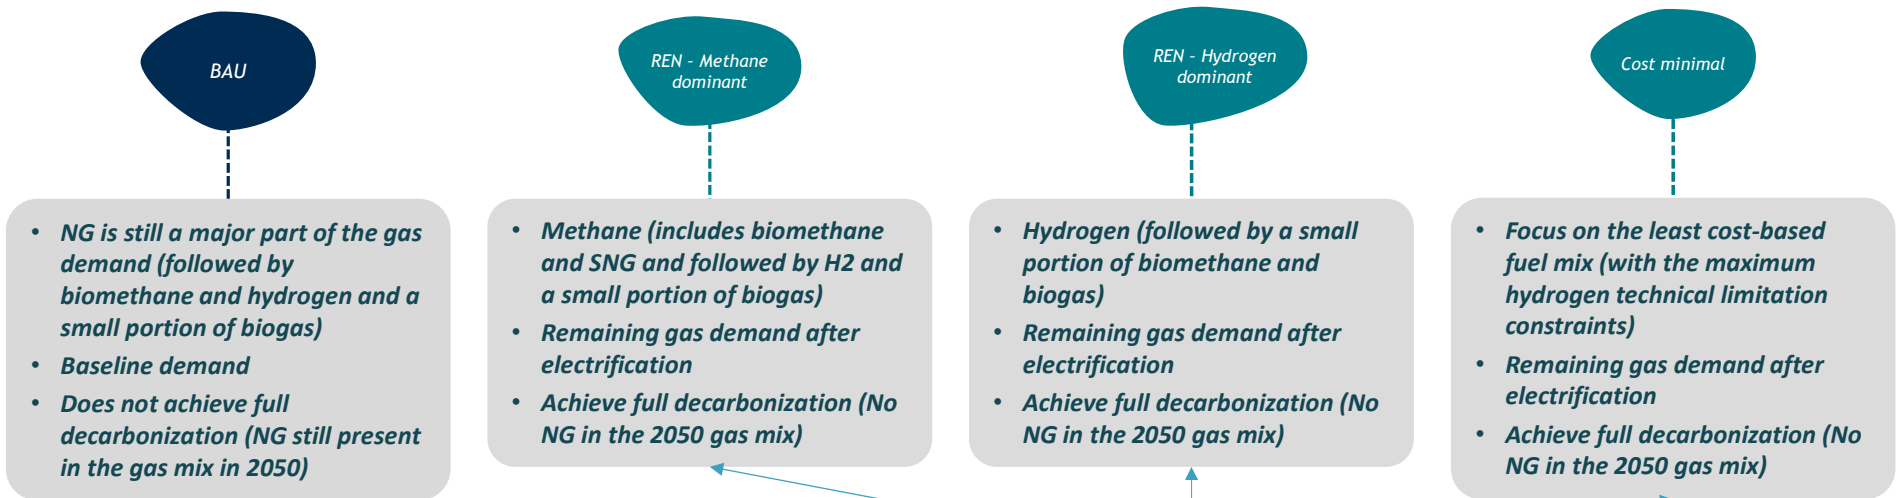 BAU
• NG is still a major part of the gas
demand (followed by
biomethane and hydrogen and a
small portion of biogas)
• Baseline demand
• Does not achieve full
decarbonization (NG still present
in the gas mix in 2050)
REN - Methane
dominant
• Methane (includes biomethane
and SNG and followed by H2 and
a small portion of biogas)
• Remaining gas demand after
electrification
• Achieve full decarbonization (No
NG in the 2050 gas mix)
REN - Hydrogen
dominant
• Hydrogen (followed by a small
portion of biomethane and
biogas)
• Remaining gas demand after
electrification
• Achieve full decarbonization (No
NG in the 2050 gas mix)
Cost minimal
• Focus on the least cost-based
fuel mix (with the maximum
hydrogen technical limitation
constraints)
• Remaining gas demand after
electrification
• Achieve full decarbonization (No
NG in the 2050 gas mix)